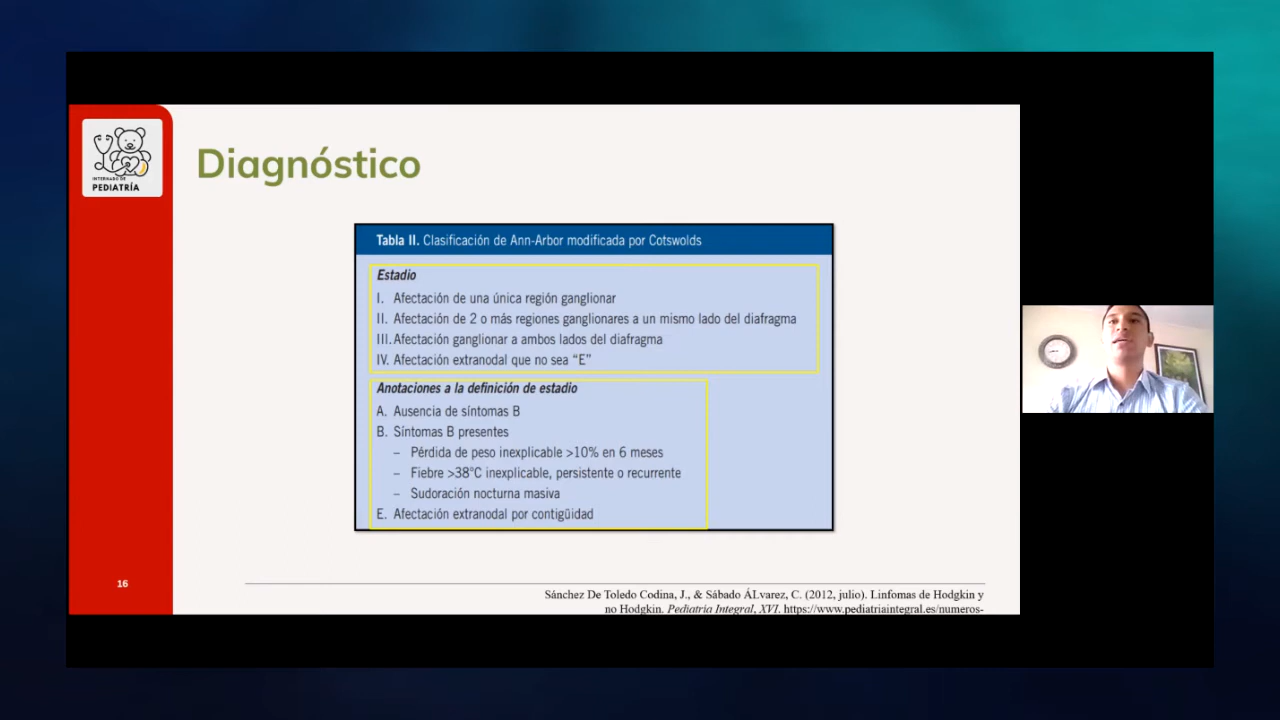 INTERNADO DE
PEDIATRÍA
Diagnóstico
Tabla II. Clasificación de Ann-Arbor modificada por Cotswolds
Estadio
I. Afectación de una única región ganglionar
II. Afectación de 2 o más regiones ganglionares a un mismo lado del diafragma
III. Afectación ganglionar a ambos lados del diafragma
IV. Afectación extranodal que no sea “E”
Anotaciones a la definición de estadio
A. Ausencia de síntomas B
B. Síntomas B presentes
– Pérdida de peso inexplicable >10% en 6 meses
– Fiebre >38°C inexplicable, persistente o recurrente
– Sudoración nocturna masiva
E. Afectación extranodal por contigüidad
16
Sánchez De Toledo Codina, J., & Sábado ÁLvarez, C. (2012, julio). Linfomas de Hodgkin y
no Hodgkin. Pediatría Integral, XVI. https://www.pediatriaintegral.es/numeros-